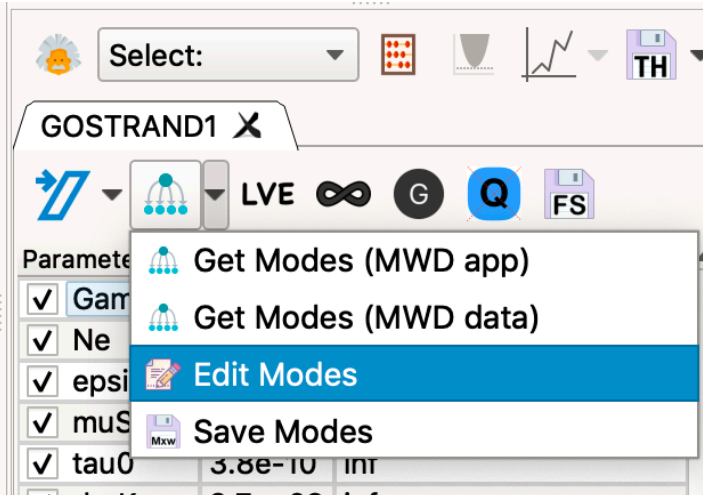 Select:
TH
GOSTRAND1
LVE G Q FS
Get Modes (MWD app)
Get Modes (MWD data)
Edit Modes
Mxw Save Modes
Ne
tau0 3.8e-10 inf